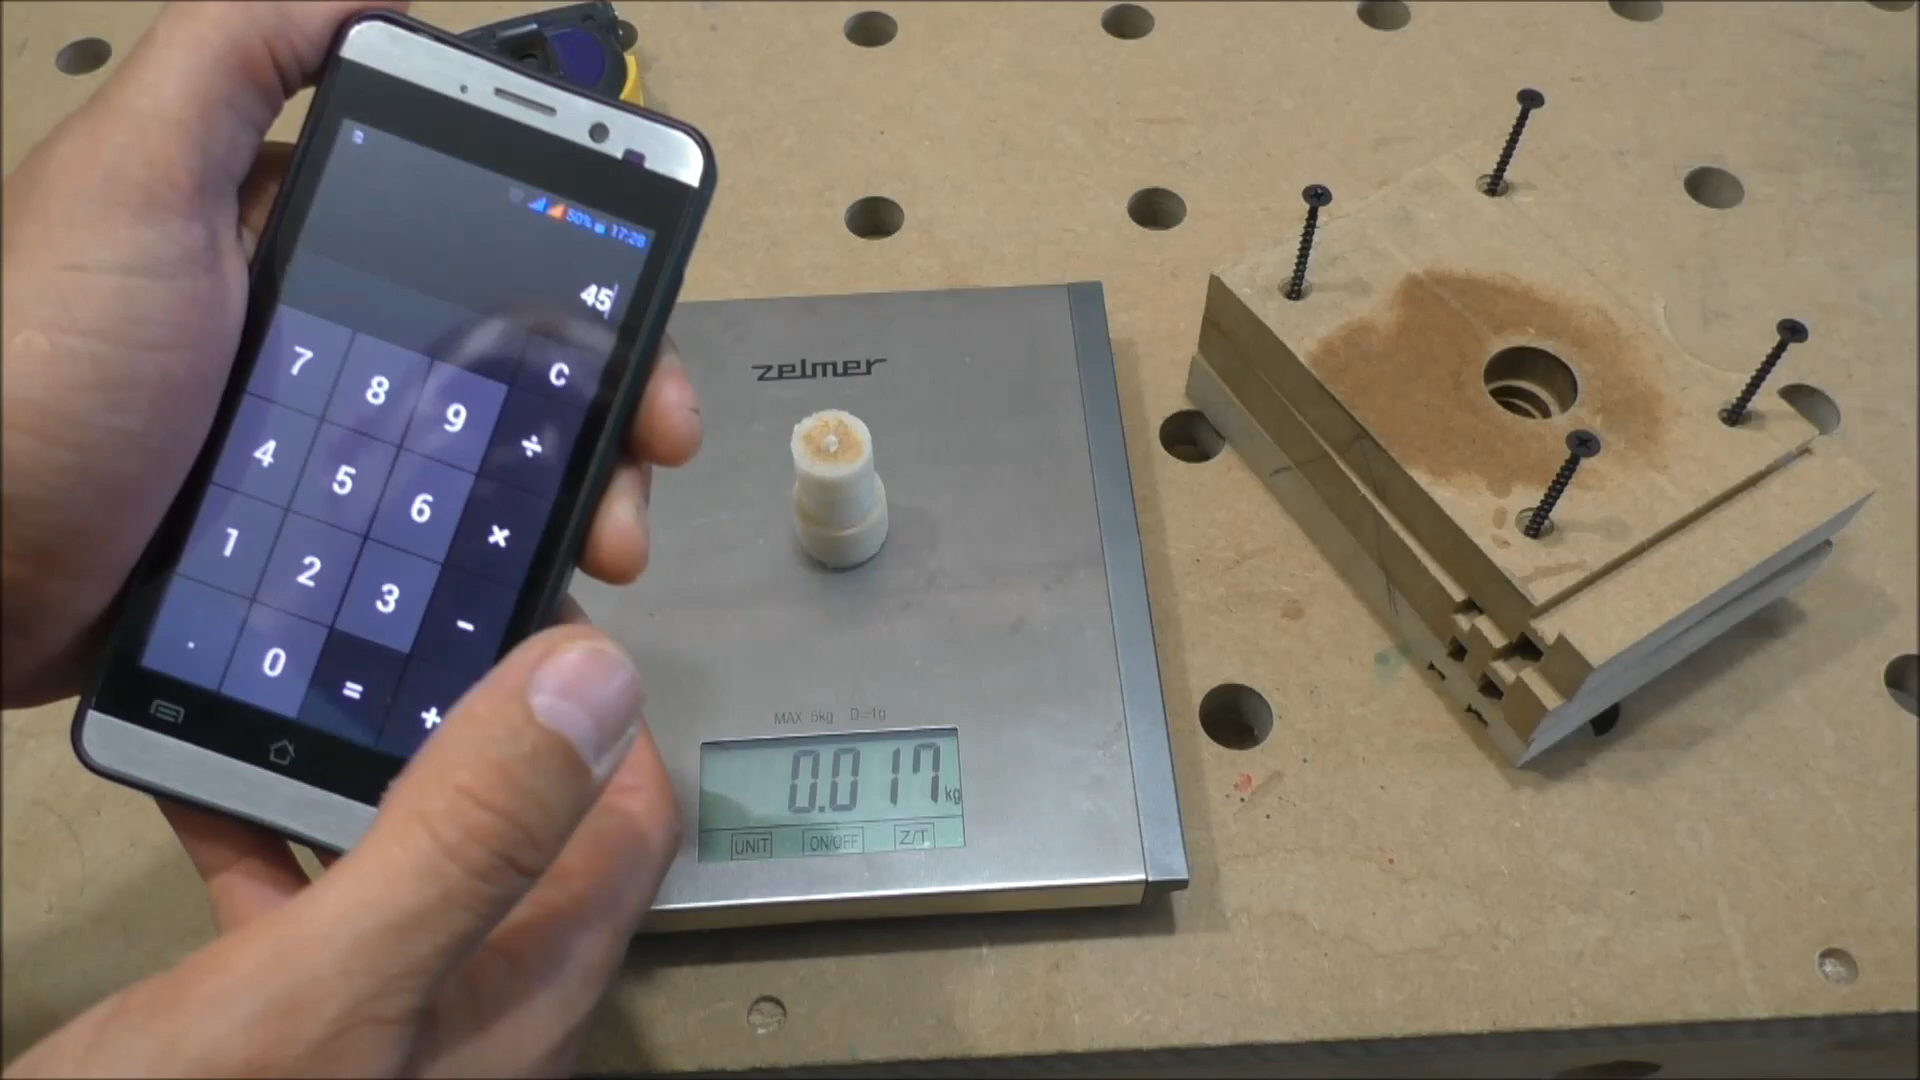 50% 17:28
45
7 8 9 C
÷
4 5 6 ×
1 2 3 -
. 0 = +
zelmer
MAX 5kg D=1g
0.017 kg
UNIT ON/OFF Z/T